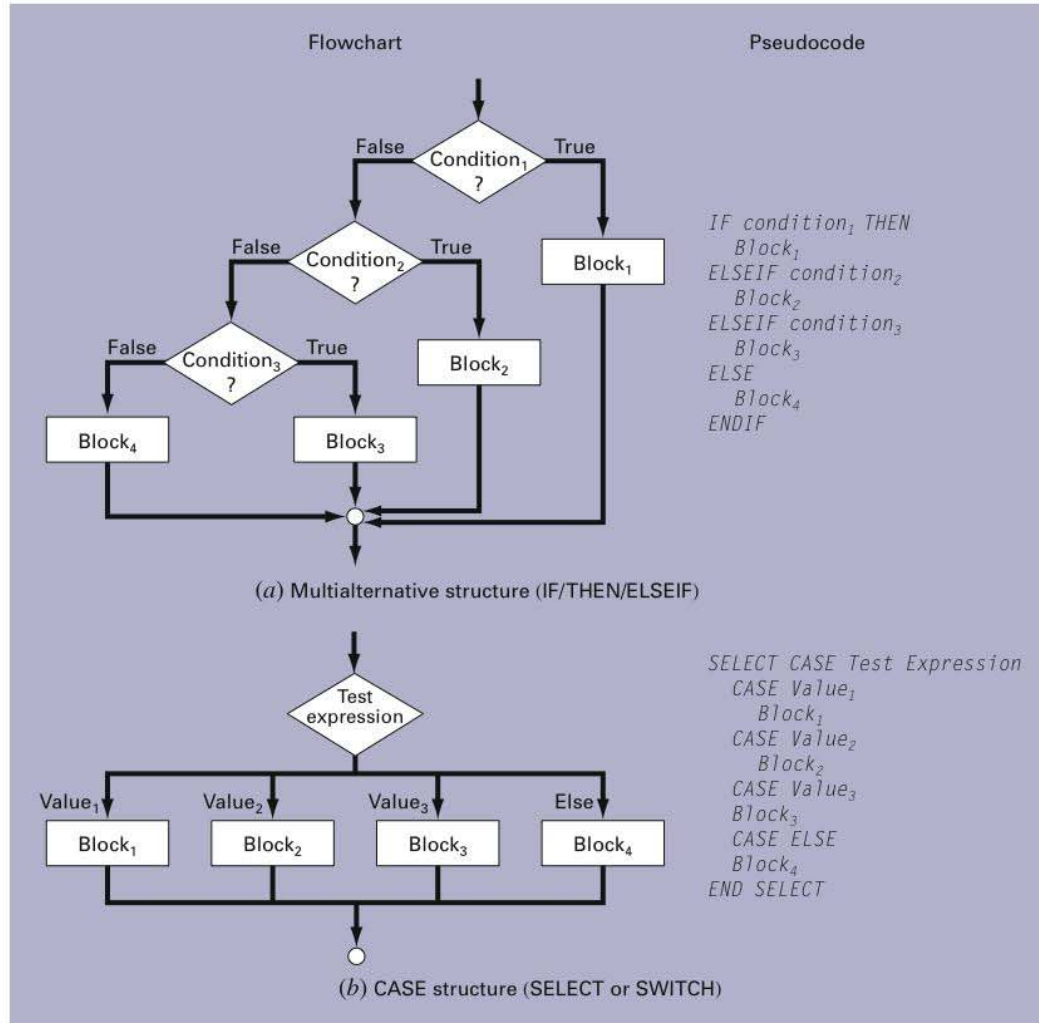 Flowchart
Pseudocode
Condition₁
?
False
True
Condition₂
?
False
True
Block₁
Condition₃
?
False
True
Block₂
Block₄
Block₃
IF condition₁ THEN
Block₁
ELSEIF condition₂
Block₂
ELSEIF condition₃
Block₃
ELSE
Block₄
ENDIF
(a) Multialternative structure (IF/THEN/ELSEIF)
Test
expression
Value₁
Value₂
Value₃
Else
Block₁
Block₂
Block₃
Block₄
SELECT CASE Test Expression
CASE Value₁
Block₁
CASE Value₂
Block₂
CASE Value₃
Block₃
CASE ELSE
Block₄
END SELECT
(b) CASE structure (SELECT or SWITCH)